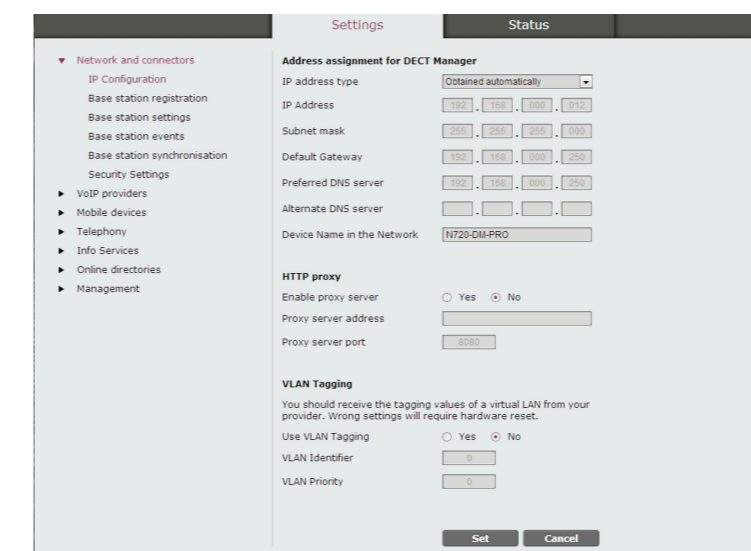 Settings
Status
Network and connectors
IP Configuration
Base station registration
Base station settings
Base station events
Base station synchronisation
Security Settings
VoIP providers
Mobile devices
Telephony
Info Services
Online directories
Management
Address assignment for DECT Manager
IP address type Obtained automatically
IP Address 192 . 168 . 000 . 012
Subnet mask 255 . 255 . 255 . 000
Default Gateway 192 . 168 . 000 . 250
Preferred DNS server 192 . 168 . 000 . 250
Alternate DNS server . . .
Device Name in the Network N720-DM-PRO
HTTP proxy
Enable proxy server Yes No
Proxy server address
Proxy server port 8080
VLAN Tagging
You should receive the tagging values of a virtual LAN from your
provider. Wrong settings will require hardware reset.
Use VLAN Tagging Yes No
VLAN Identifier 0
VLAN Priority 0
Set Cancel